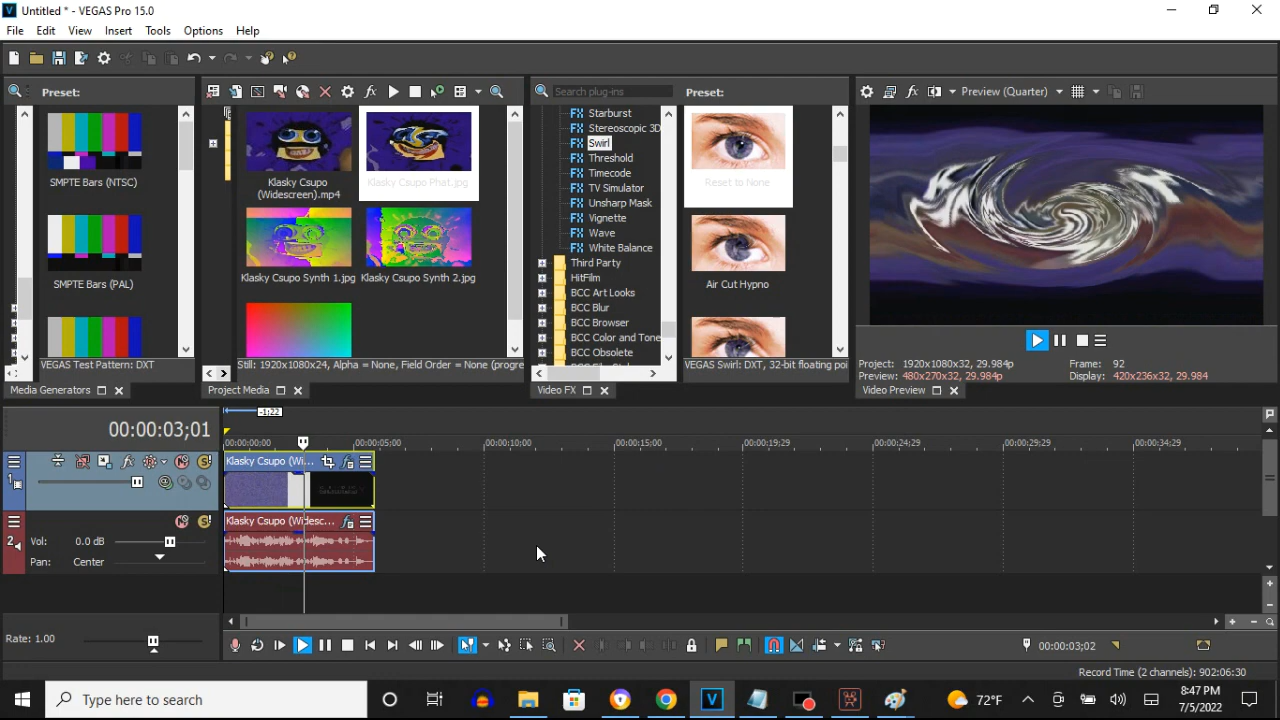 Untitled * - VEGAS Pro 15.0
File Edit View Insert Tools Options Help
Preset:
Search plug-ins
Preset:
Preview (Quarter)
SMPTE Bars (NTSC)
SMPTE Bars (PAL)
VEGAS Test Pattern: DXT
Media Generators
Klasky Csupo
(Widescreen).mp4
Klasky Csupo Phat.jpg
Klasky Csupo Synth 1.jpg
Klasky Csupo Synth 2.jpg
Still: 1920x1080x24, Alpha = None, Field Order = None (progre
Project Media
Starburst
Stereoscopic 3D
Swirl
Threshold
Timecode
TV Simulator
Unsharp Mask
Vignette
Wave
White Balance
Third Party
HitFilm
BCC Art Looks
BCC Blur
BCC Browser
BCC Color and Tone
BCC Obsolete
Video FX
Reset to None
Air Cut Hypno
VEGAS Swirl: DXT, 32-bit floating poi
Project: 1920x1080x32, 29.984p
Frame: 92
Preview: 480x270x32, 29.984p
Display: 420x236x32, 29.984
Video Preview
-1;22
00:00:03;01
00:00:00;00 00:00:05;00 00:00:10;00 00:00:15;00 00:00:19;29 00:00:24;29 00:00:29;29 00:00:34;29
1
Klasky Csupo (Wi...
2
Klasky Csupo (Widesc...
Vol: 0.0 dB
Pan: Center
Rate: 1.00
00:00:03;02
Record Time (2 channels): 902:06:30
Type here to search
72°F
8:47 PM
7/5/2022